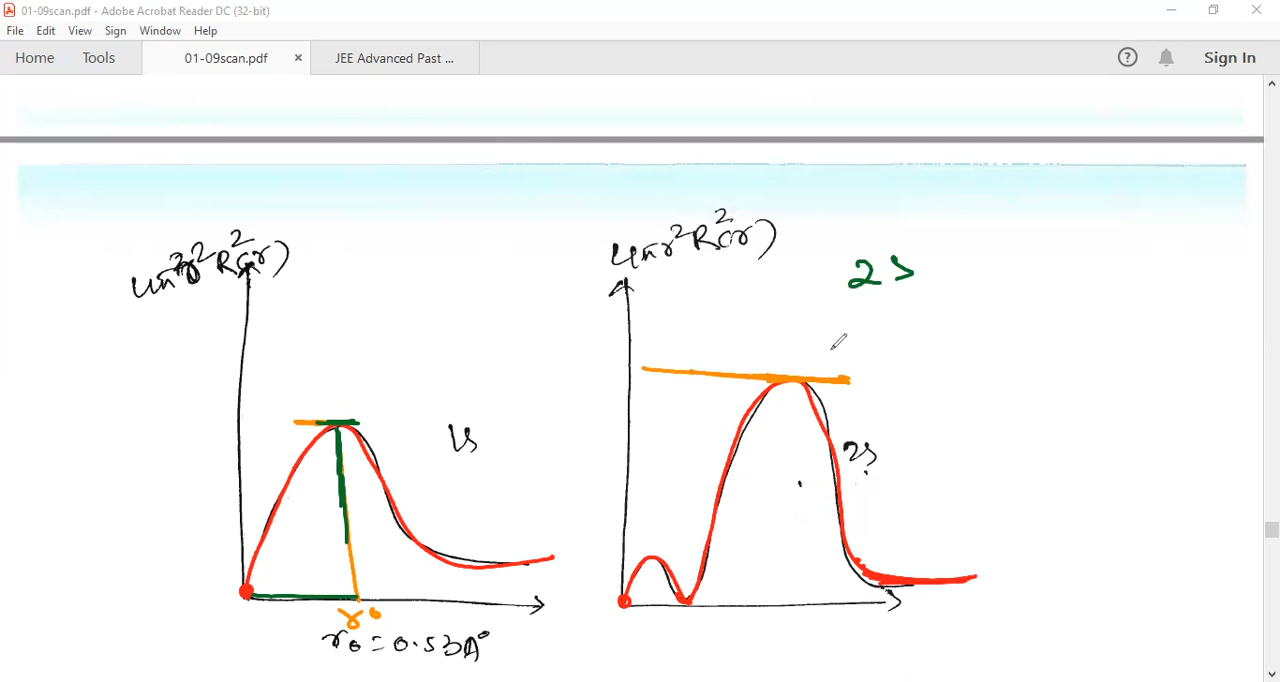 01-09scan.pdf - Adobe Acrobat Reader DC (32-bit)
File Edit View Sign Window Help
Home Tools 01-09scan.pdf × JEE Advanced Past ... ? Sign In
4πr²R²(r)
4πr²R²(r)
2s
1s
2s
r°
r₀ = 0.53A°